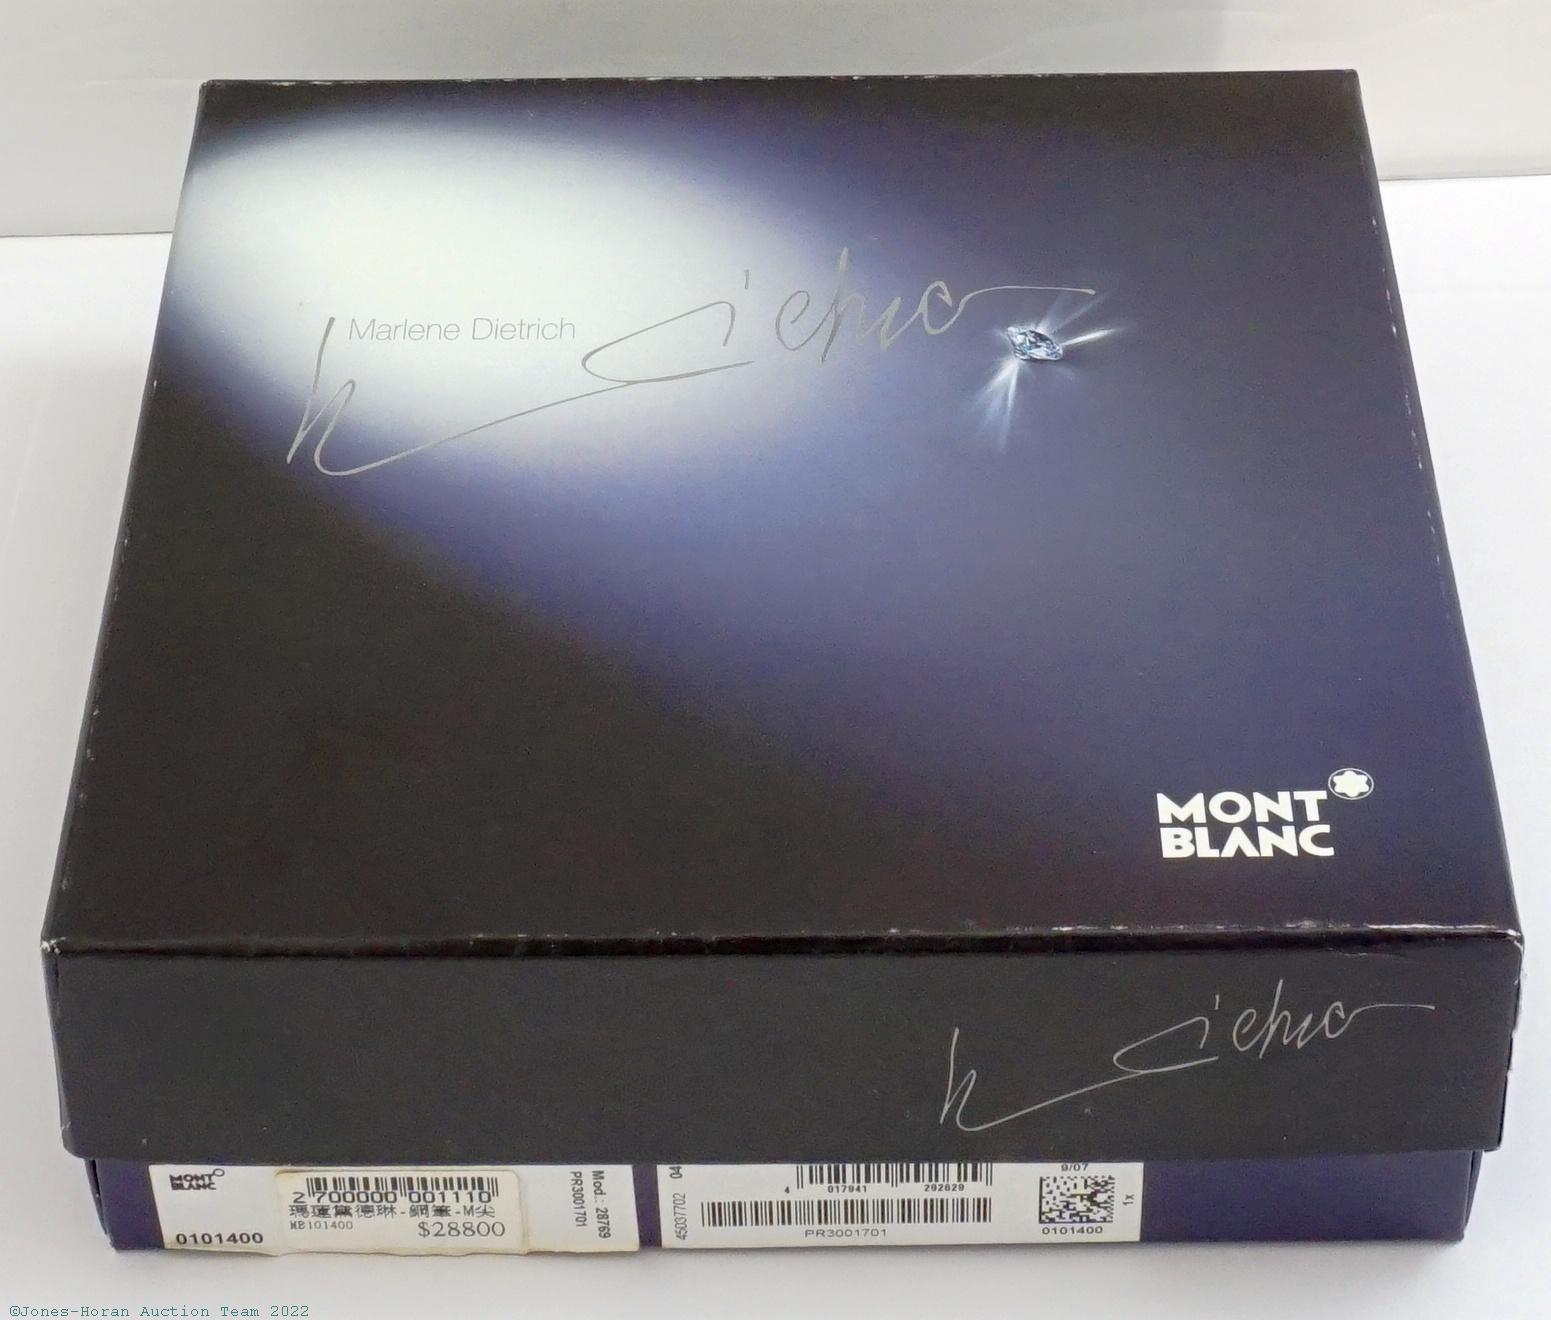 Marlene Dietrich
MONT
BLANC
MONT
BLANC
0101400
2 700000 001110
瑪蓮黛德琳-鋼筆-M尖
MB101400
$28800
Mod.: 28769
PR3001701
45037702 04
4 017941 292829
PR3001701
9/07
0101400
1x
©Jones-Horan Auction Team 2022